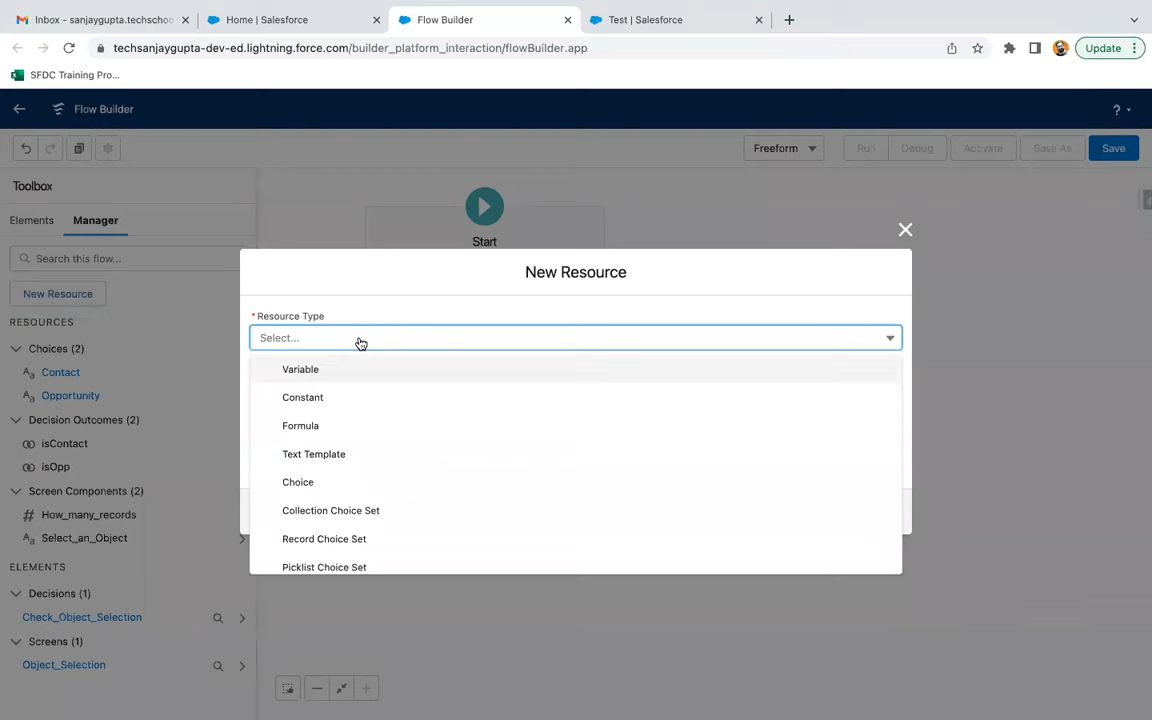 Inbox - sanjaygupta.techschoo
Home | Salesforce
Flow Builder
Test | Salesforce
techsanjaygupta-dev-ed.lightning.force.com/builder_platform_interaction/flowBuilder.app
Update
SFDC Training Pro...
Flow Builder
?
Freeform
Run
Debug
Activate
Save As
Save
Toolbox
Elements
Manager
Start
Search this flow...
New Resource
New Resource
RESOURCES
* Resource Type
Select...
Choices (2)
Contact
Opportunity
Decision Outcomes (2)
isContact
isOpp
Screen Components (2)
How_many_records
Select_an_Object
ELEMENTS
Decisions (1)
Check_Object_Selection
Screens (1)
Object_Selection
Variable
Constant
Formula
Text Template
Choice
Collection Choice Set
Record Choice Set
Picklist Choice Set